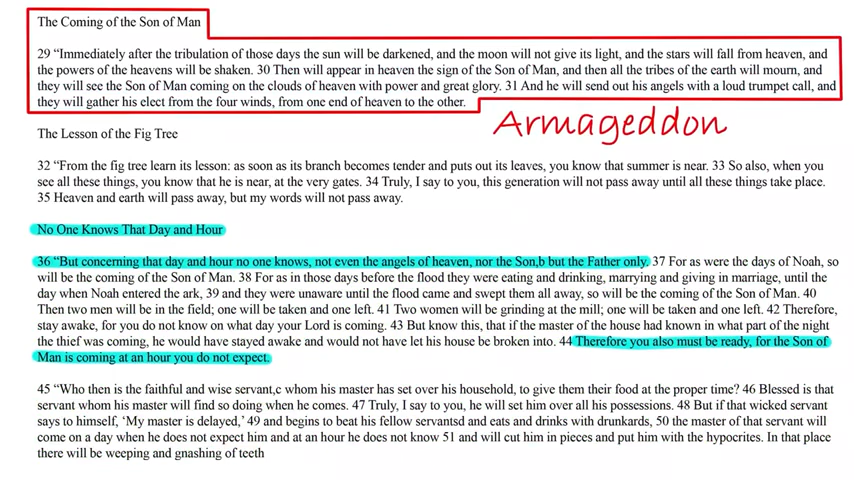 The Coming of the Son of Man
29 “Immediately after the tribulation of those days the sun will be darkened, and the moon will not give its light, and the stars will fall from heaven, and
the powers of the heavens will be shaken. 30 Then will appear in heaven the sign of the Son of Man, and then all the tribes of the earth will mourn, and
they will see the Son of Man coming on the clouds of heaven with power and great glory. 31 And he will send out his angels with a loud trumpet call, and
they will gather his elect from the four winds, from one end of heaven to the other.
Armageddon
The Lesson of the Fig Tree
32 “From the fig tree learn its lesson: as soon as its branch becomes tender and puts out its leaves, you know that summer is near. 33 So also, when you
see all these things, you know that he is near, at the very gates. 34 Truly, I say to you, this generation will not pass away until all these things take place.
35 Heaven and earth will pass away, but my words will not pass away.
No One Knows That Day and Hour
36 “But concerning that day and hour no one knows, not even the angels of heaven, nor the Son,b but the Father only. 37 For as were the days of Noah, so
will be the coming of the Son of Man. 38 For as in those days before the flood they were eating and drinking, marrying and giving in marriage, until the
day when Noah entered the ark, 39 and they were unaware until the flood came and swept them all away, so will be the coming of the Son of Man. 40
Then two men will be in the field; one will be taken and one left. 41 Two women will be grinding at the mill; one will be taken and one left. 42 Therefore,
stay awake, for you do not know on what day your Lord is coming. 43 But know this, that if the master of the house had known in what part of the night
the thief was coming, he would have stayed awake and would not have let his house be broken into. 44 Therefore you also must be ready, for the Son of
Man is coming at an hour you do not expect.
45 “Who then is the faithful and wise servant,c whom his master has set over his household, to give them their food at the proper time? 46 Blessed is that
servant whom his master will find so doing when he comes. 47 Truly, I say to you, he will set him over all his possessions. 48 But if that wicked servant
says to himself, ‘My master is delayed,’ 49 and begins to beat his fellow servantsd and eats and drinks with drunkards, 50 the master of that servant will
come on a day when he does not expect him and at an hour he does not know 51 and will cut him in pieces and put him with the hypocrites. In that place
there will be weeping and gnashing of teeth